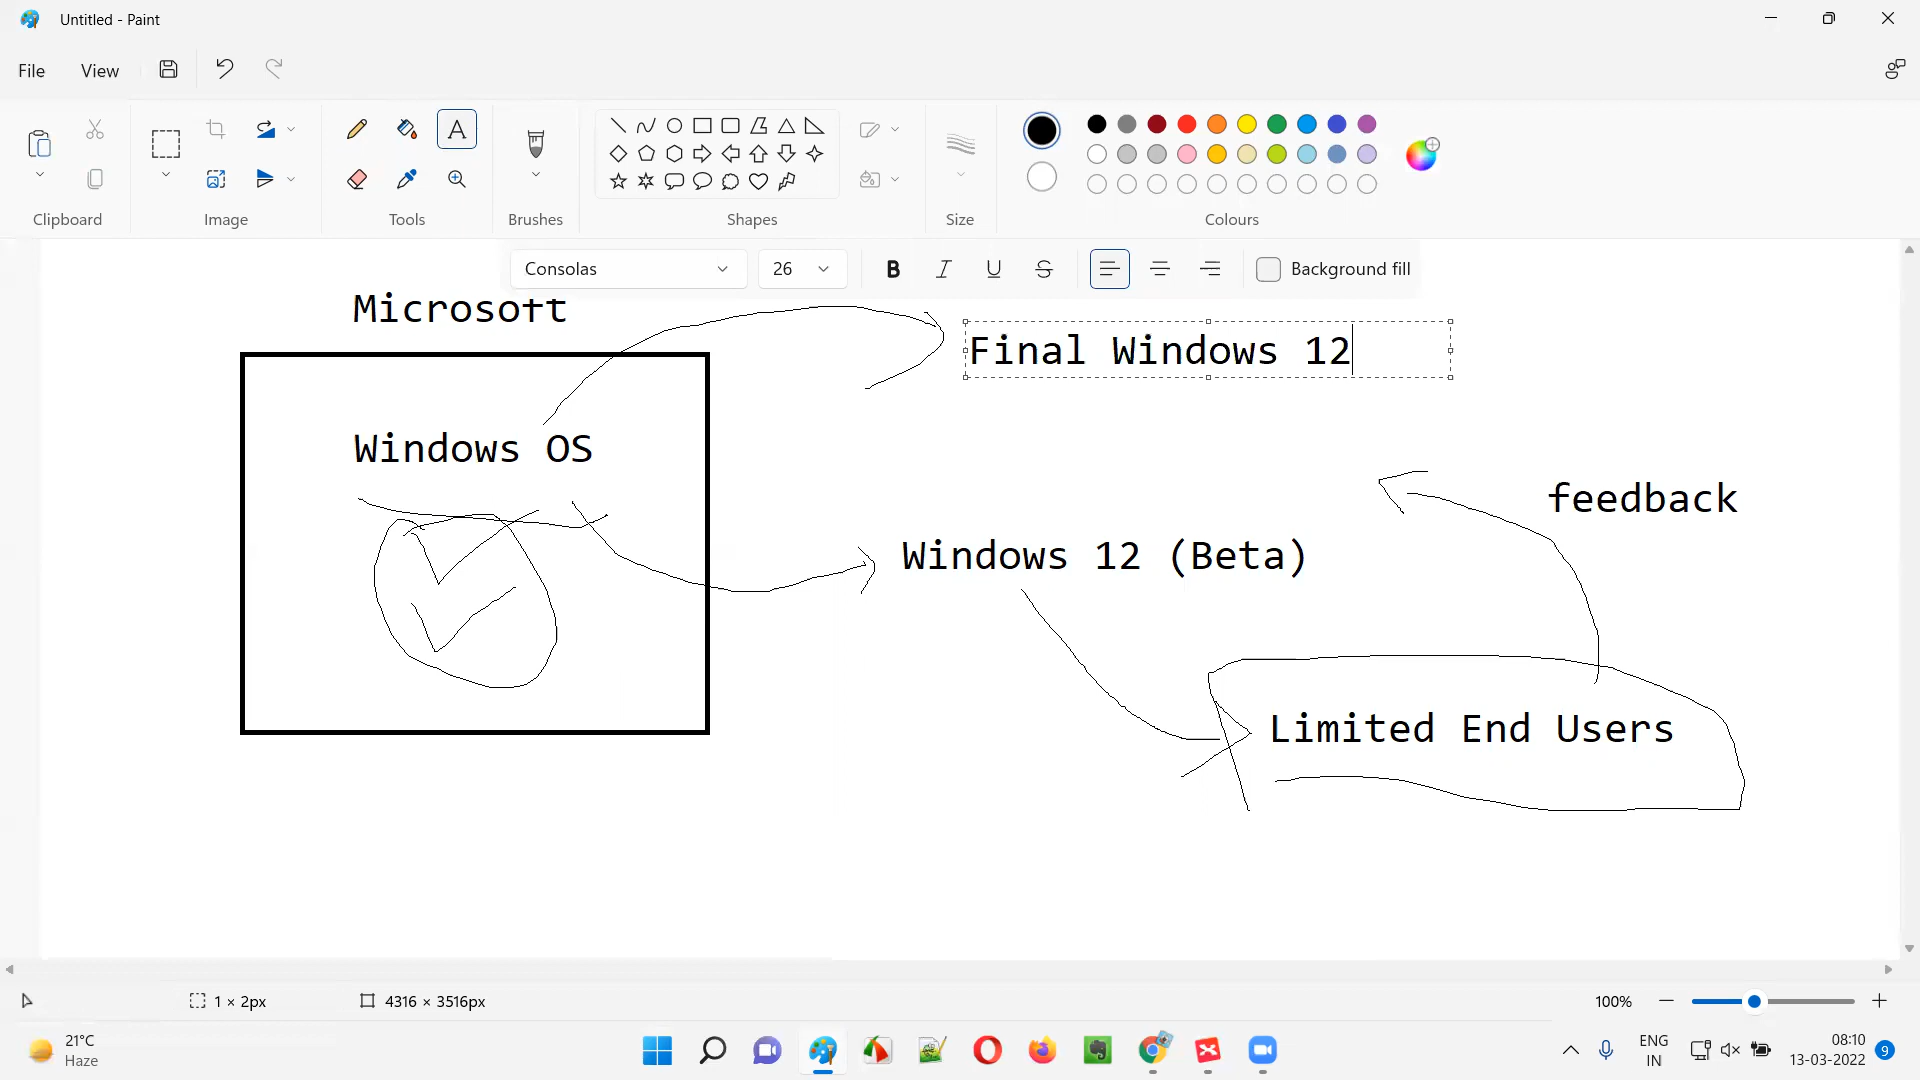 Untitled - Paint
File View
Clipboard Image Tools Brushes Shapes Size Colours
Consolas 26 B I U S Background fill
Microsoft
Final Windows 12
Windows OS
feedback
Windows 12 (Beta)
Limited End Users
1 × 2px 4316 × 3516px 100%
21°C
Haze
ENG
IN
08:10
13-03-2022
9